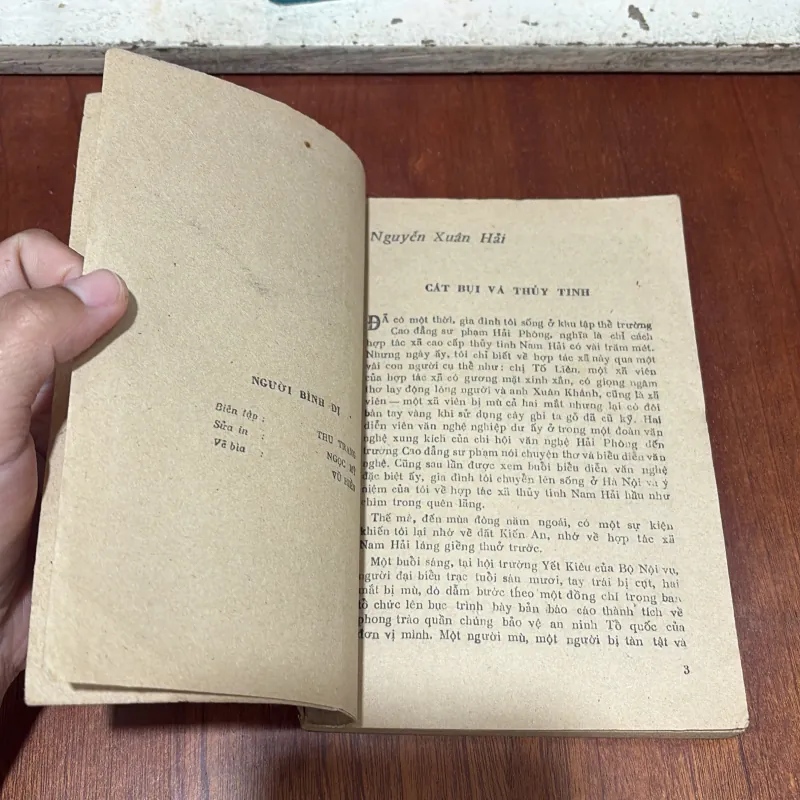 NGƯỜI BÌNH DỊ
Biên tập : THU TRANG
Sửa in : NGỌC MỸ
Vẽ bìa : VŨ HIỀN
Nguyễn Xuân Hải
CÁT BỤI VÀ THỦY TINH
ĐÃ có một thời, gia đình tôi sống ở khu tập thể trường
Cao đẳng sư phạm Hải Phòng, nghĩa là chỉ cách
hợp tác xã cao cấp thủy tinh Nam Hải có vài trăm mét.
Nhưng ngày ấy, tôi chỉ biết về hợp tác xã này qua một
vài con người cụ thể như: chị Tố Liên, một xã viên
của hợp tác xã có gương mặt xinh xắn, có giọng ngâm
thơ lay động lòng người và anh Xuân Khánh, cũng là xã
viên — một xã viên bị mù cả hai mắt nhưng lại có đôi
bàn tay vàng khi sử dụng cây ghi ta gỗ đã cũ kỹ. Hai
diễn viên văn nghệ nghiệp dư ấy ở trong một đoàn văn
nghệ xung kích của chi hội văn nghệ Hải Phòng đến
trường Cao đẳng sư phạm nói chuyện thơ và biểu diễn văn
nghệ. Cũng sau lần được xem buổi biểu diễn văn nghệ
đặc biệt ấy, gia đình tôi chuyển lên sống ở Hà Nội và ý
niệm của tôi về hợp tác xã thủy tinh Nam Hải hầu như
chìm trong quên lãng.
Thế mà, đến mùa đông năm ngoái, có một sự kiện
khiến tôi lại nhớ về đất Kiến An, nhớ về hợp tác xã
Nam Hải láng giềng thuở trước.
Một buổi sáng, tại hội trường Yết Kiêu của Bộ Nội vụ,
người đại biểu trạc tuổi sáu mươi, tay trái bị cụt, hai
mắt bị mù, dò dẫm bước theo một đồng chí trong ban
tổ chức lên bục trình bày bản báo cáo thành tích về
phong trào quần chúng bảo vệ an ninh Tổ quốc của
đơn vị mình. Một người mù, một người bị tàn tật và
3